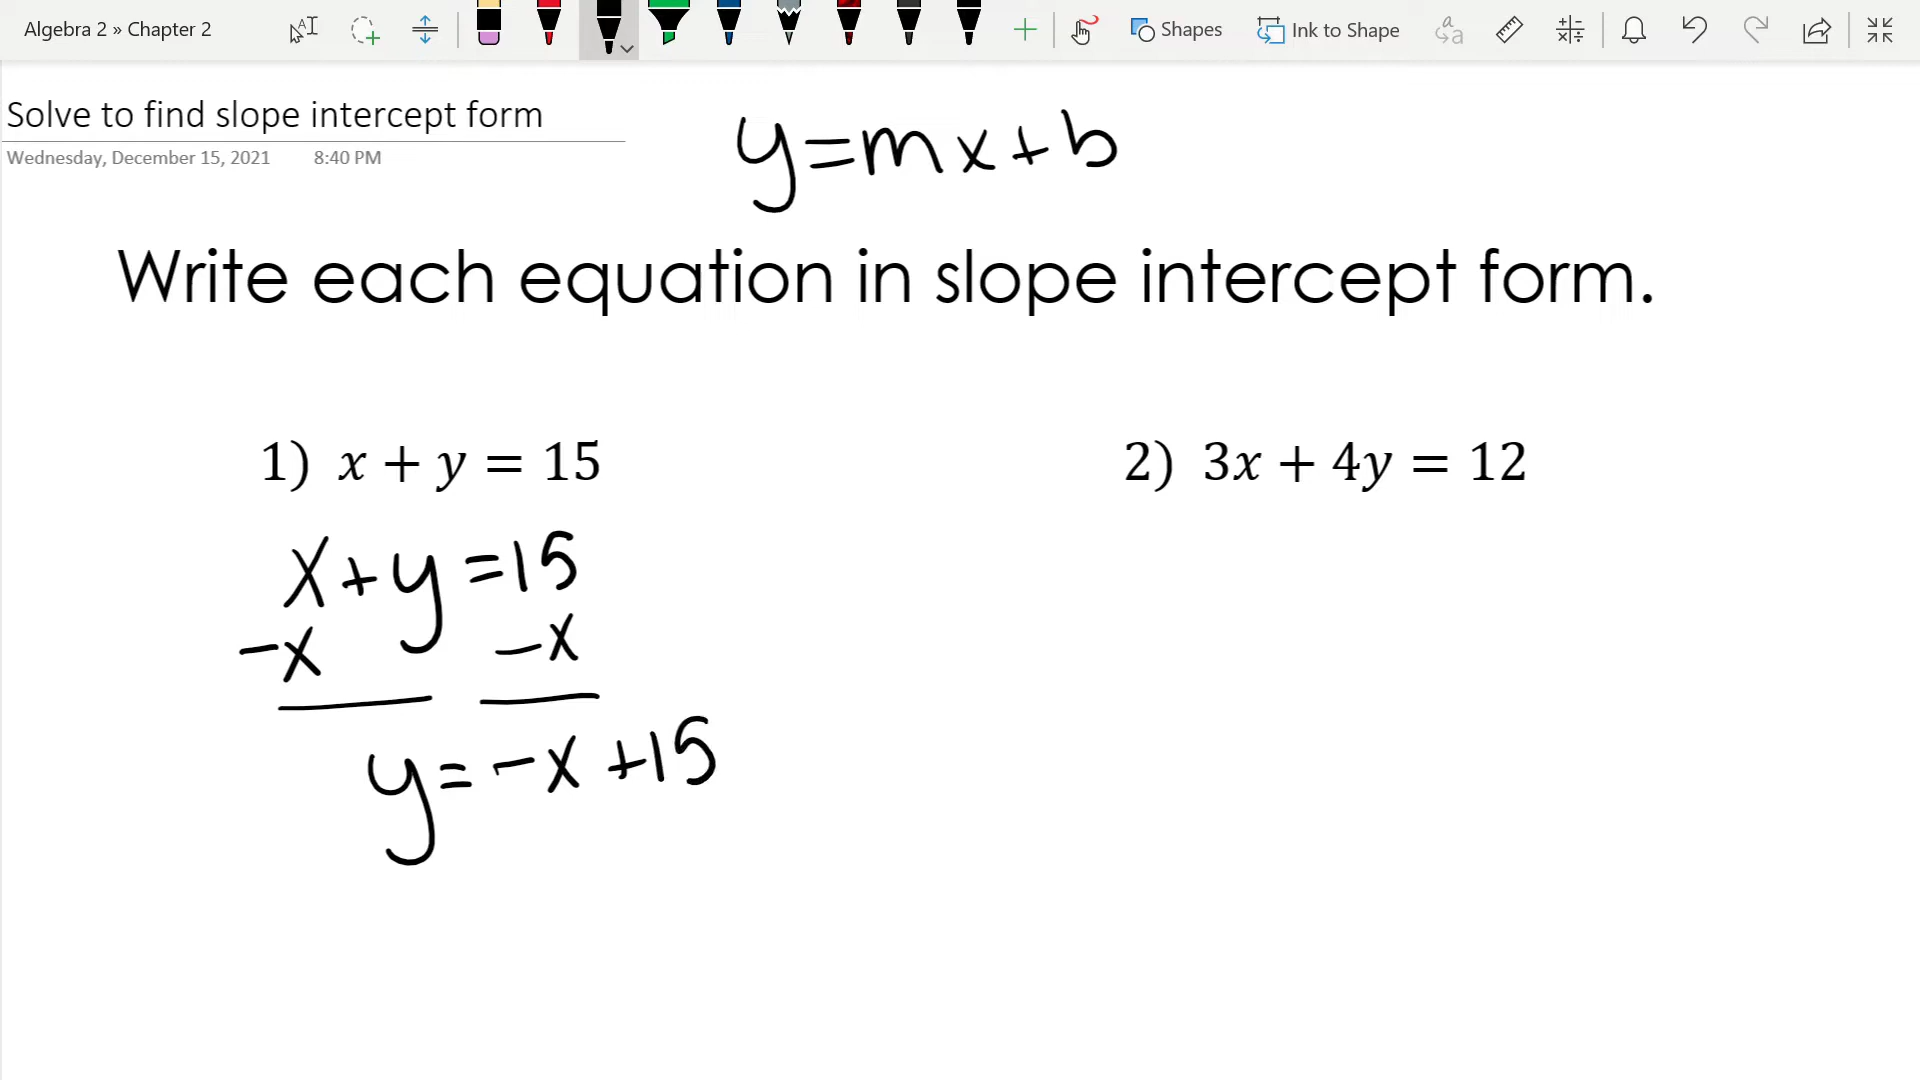 Algebra 2 » Chapter 2
Shapes
Ink to Shape
Solve to find slope intercept form
Wednesday, December 15, 2021 8:40 PM
y=mx+b
Write each equation in slope intercept form.
1) x + y = 15
x+y=15
-x -x
y=-x+15
2) 3x + 4y = 12